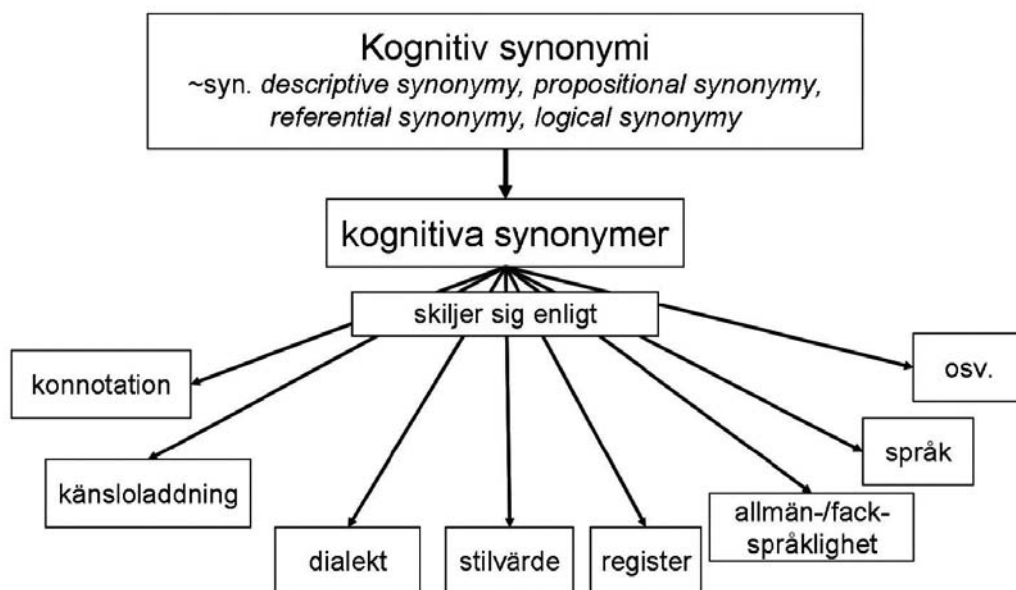 Kognitiv synonymi
~syn. descriptive synonymy, propositional synonymy,
referential synonymy, logical synonymy
kognitiva synonymer
skiljer sig enligt
konnotation
känsloladdning
dialekt
stilvärde
register
allmän-/fack-
språklighet
språk
osv.